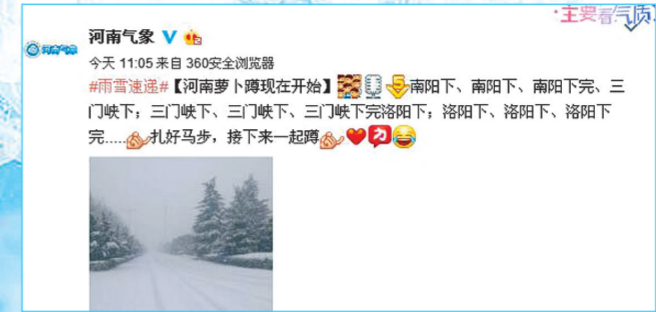 ·主要看气质
河南气象
河南气象
今天 11:05 来自 360安全浏览器
#雨雪速递#【河南萝卜蹲现在开始】南阳下、南阳下、南阳下完、三
门峡下；三门峡下、三门峡下、三门峡下完洛阳下；洛阳下、洛阳下、洛阳下
完.....扎好马步，接下来一起蹲